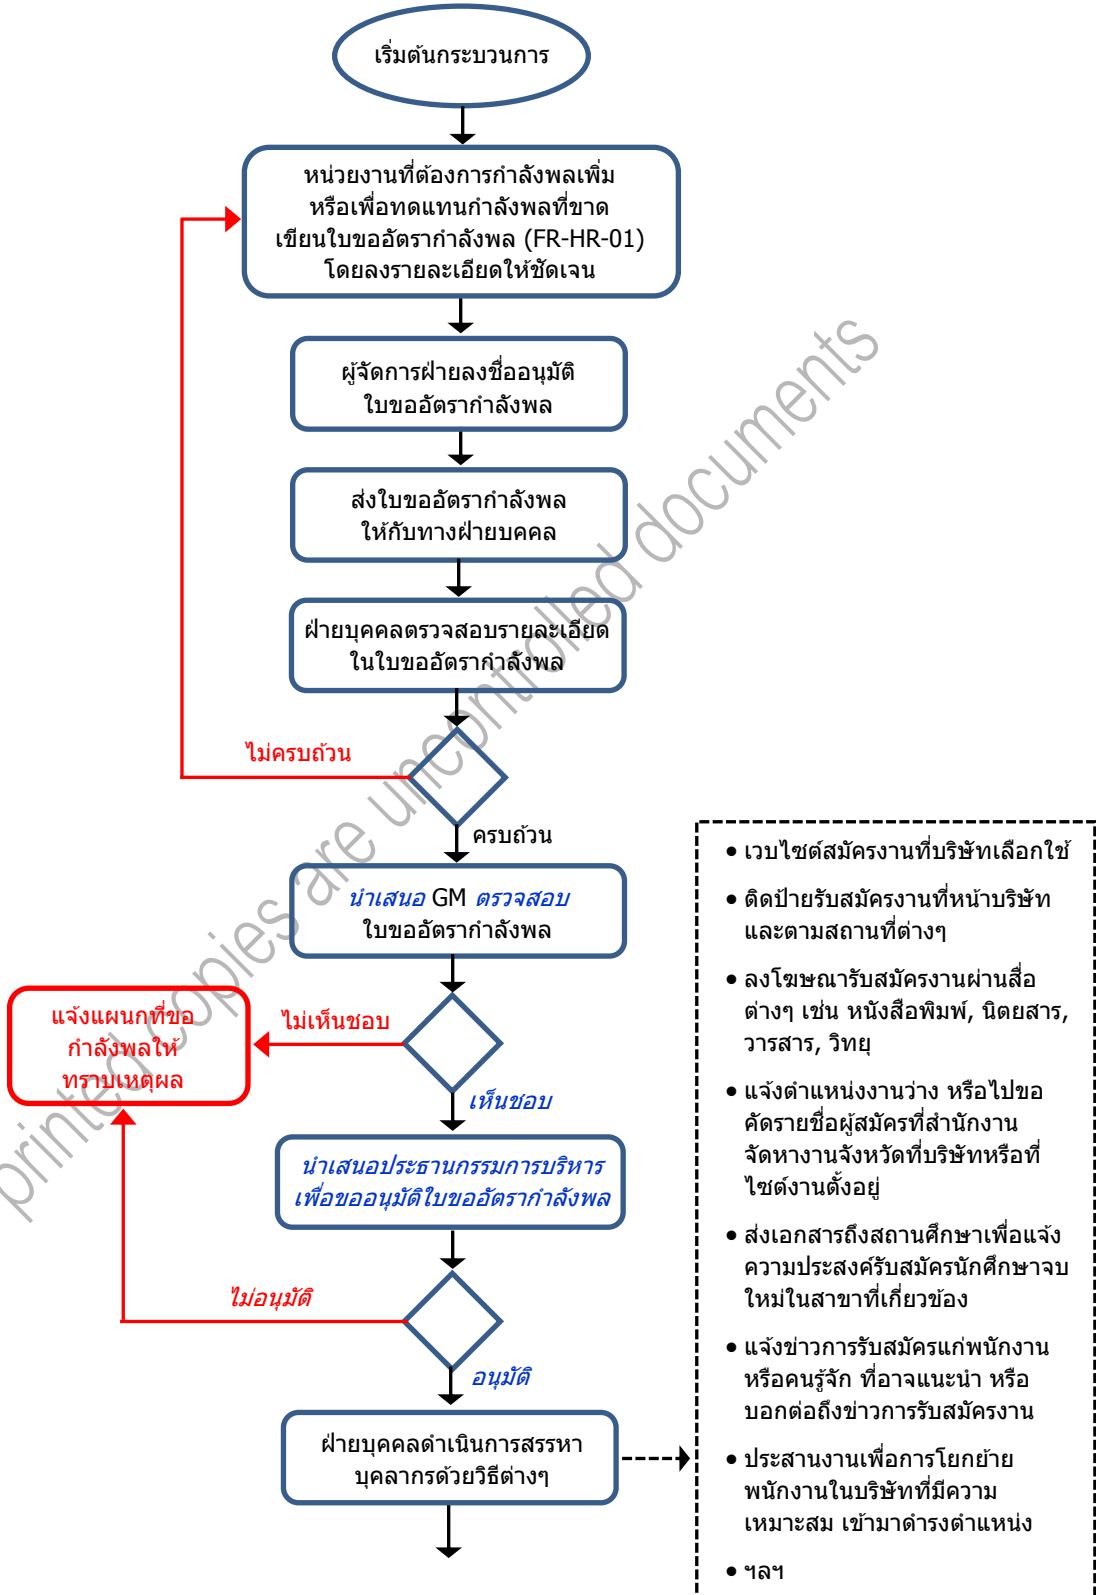 เริ่มต้นกระบวนการ
หน่วยงานที่ต้องการกำลังพลเพิ่ม
หรือเพื่อทดแทนกำลังพลที่ขาด
เขียนใบขออัตรากำลังพล (FR-HR-01)
โดยลงรายละเอียดให้ชัดเจน
ผู้จัดการฝ่ายลงชื่ออนุมัติ
ใบขออัตรากำลังพล
ส่งใบขออัตรากำลังพล
ให้กับทางฝ่ายบคคล
ฝ่ายบุคคลตรวจสอบรายละเอียด
ในใบขออัตรากำลังพล
ไม่ครบถ้วน
ครบถ้วน
นำเสนอ GM ตรวจสอบ
ใบขออัตรากำลังพล
ไม่เห็นชอบ
แจ้งแผนกที่ขอ
กำลังพลให้
ทราบเหตุผล
เห็นชอบ
นำเสนอประธานกรรมการบริหาร
เพื่อขออนุมัติใบขออัตรากำลังพล
ไม่อนุมัติ
อนุมัติ
ฝ่ายบุคคลดำเนินการสรรหา
บุคลากรด้วยวิธีต่างๆ
• เวบไซต์สมัครงานที่บริษัทเลือกใช้
• ติดป้ายรับสมัครงานที่หน้าบริษัท
และตามสถานที่ต่างๆ
• ลงโฆษณารับสมัครงานผ่านสื่อ
ต่างๆ เช่น หนังสือพิมพ์, นิตยสาร,
วารสาร, วิทยุ
• แจ้งตำแหน่งงานว่าง หรือไปขอ
คัดรายชื่อผู้สมัครที่สำนักงาน
จัดหางานจังหวัดที่บริษัทหรือที่
ไซต์งานตั้งอยู่
• ส่งเอกสารถึงสถานศึกษาเพื่อแจ้ง
ความประสงค์รับสมัครนักศึกษาจบ
ใหม่ในสาขาที่เกี่ยวข้อง
• แจ้งข่าวการรับสมัครแก่พนักงาน
หรือคนรู้จัก ที่อาจแนะนำ หรือ
บอกต่อถึงข่าวการรับสมัครงาน
• ประสานงานเพื่อการโยกย้าย
พนักงานในบริษัทที่มีความ
เหมาะสม เข้ามาดำรงตำแหน่ง
• ฯลฯ
printed copies are uncontrolled documents